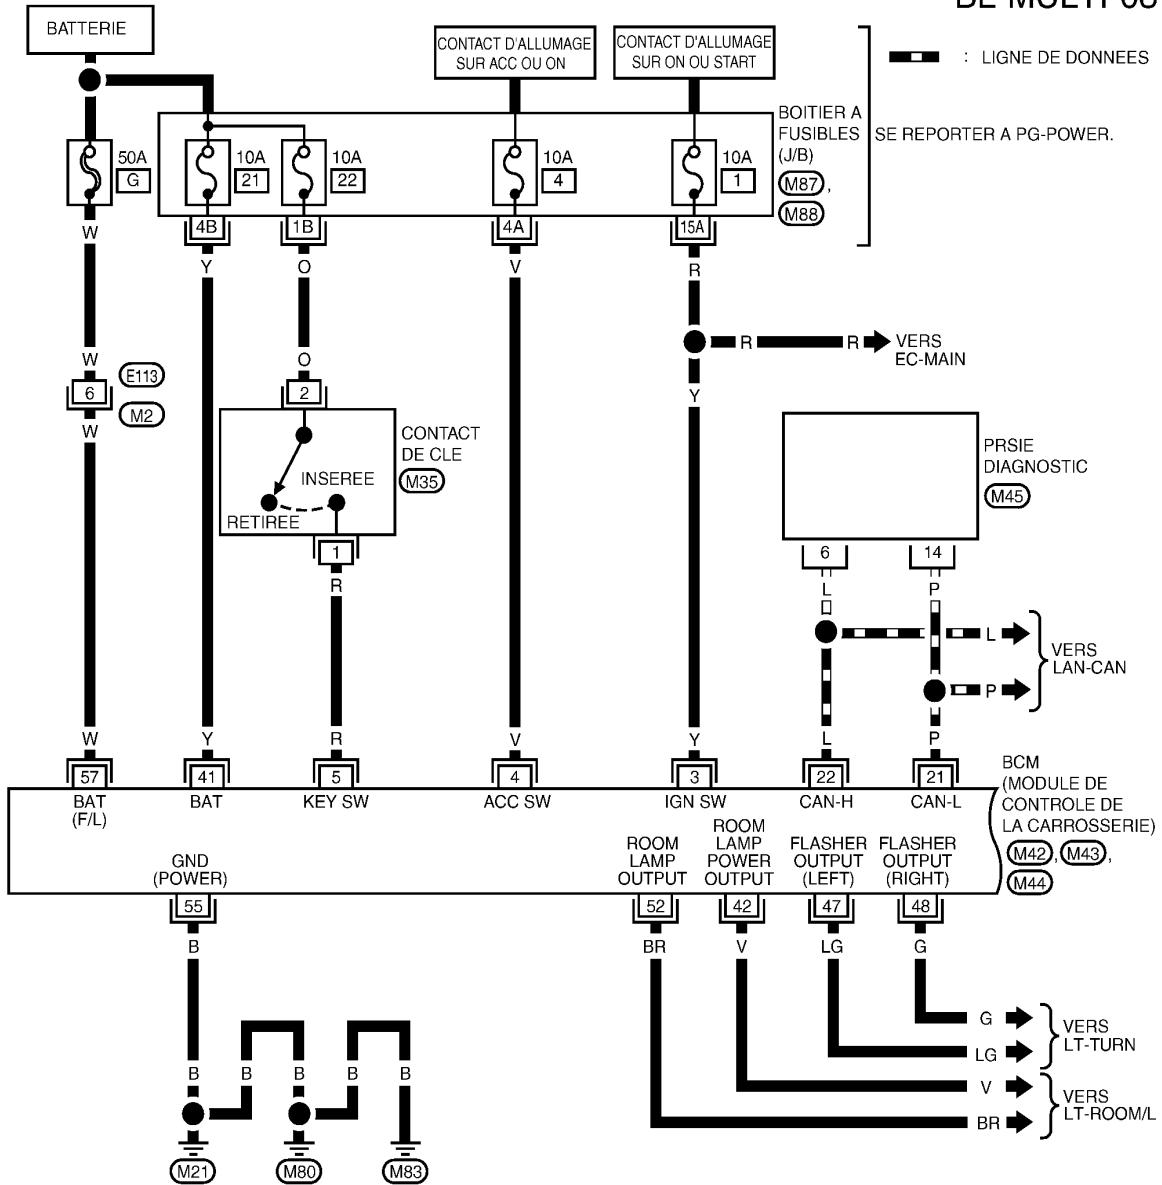 BATTERIE
CONTACT D'ALLUMAGE
SUR ACC OU ON
CONTACT D'ALLUMAGE
SUR ON OU START
: LIGNE DE DONNEES
BOITIER A
FUSIBLES
(J/B)
M87,
M88
SE REPORTER A PG-POWER.
50A
G
10A
21
10A
22
10A
4
10A
1
4B
1B
4A
15A
W
Y
O
V
R
R
R
VERS
EC-MAIN
W
O
Y
6
E113
M2
W
2
CONTACT
DE CLE
M35
INSEREE
RETIREE
1
R
PRSIE
DIAGNOSTIC
M45
6
14
L
P
L
P
VERS
LAN-CAN
W
Y
R
V
Y
L
P
57
41
5
4
3
22
21
BAT
(F/L)
BAT
KEY SW
ACC SW
IGN SW
CAN-H
CAN-L
BCM
(MODULE DE
CONTROLE DE
LA CARROSSERIE)
M42, M43,
M44
GND
(POWER)
ROOM
LAMP
OUTPUT
ROOM
LAMP
POWER
OUTPUT
FLASHER
OUTPUT
(LEFT)
FLASHER
OUTPUT
(RIGHT)
55
52
42
47
48
B
BR
V
LG
G
G
LG
VERS
LT-TURN
V
BR
VERS
LT-ROOM/L
B
B
B
B
B
M21
M80
M83